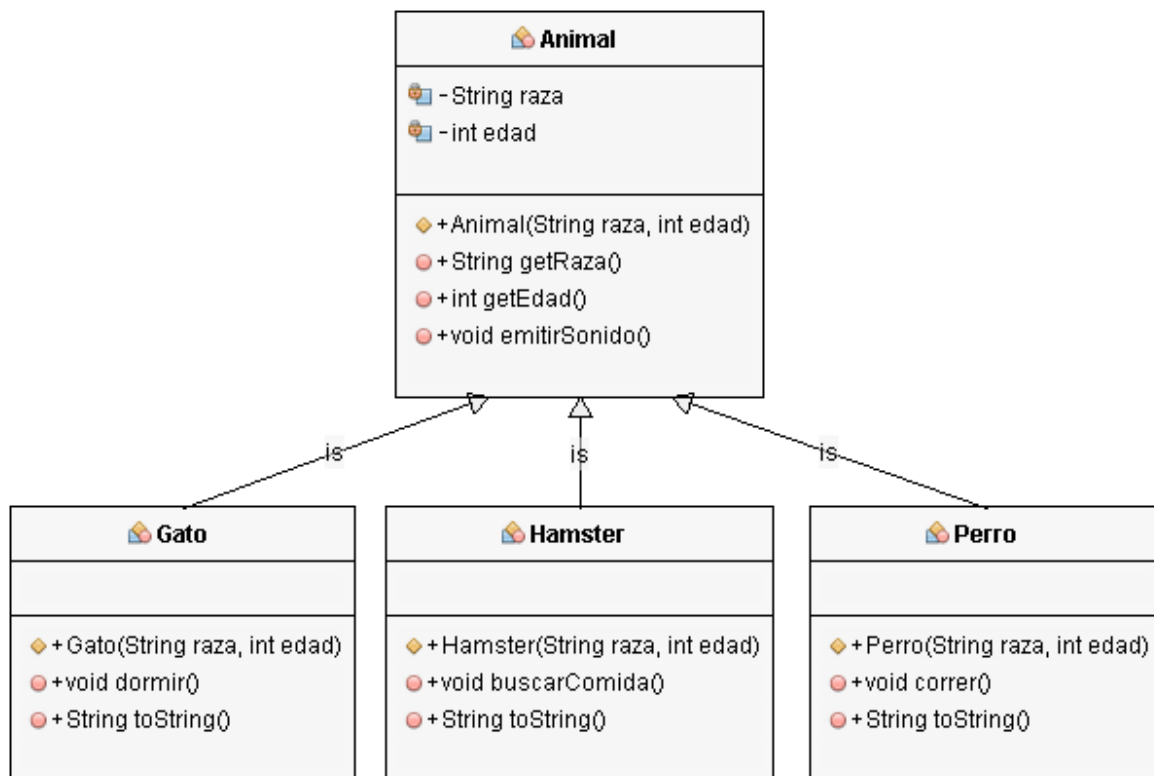 Animal
-String raza
-int edad
+Animal(String raza, int edad)
+String getRaza()
+int getEdad()
+void emitirSonido()
is
is
is
Gato
+Gato(String raza, int edad)
+void dormir()
+String toString()
Hamster
+Hamster(String raza, int edad)
+void buscarComida()
+String toString()
Perro
+Perro(String raza, int edad)
+void correr()
+String toString()